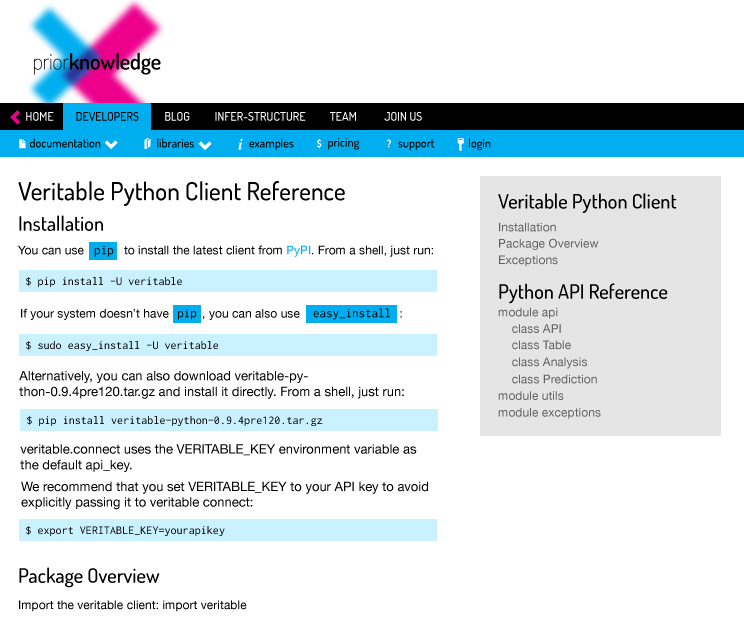 priorknowledge
HOME DEVELOPERS BLOG INFER-STRUCTURE TEAM JOIN US
documentation libraries i examples $ pricing ? support login
Veritable Python Client Reference
Installation
You can use pip to install the latest client from PyPI. From a shell, just run:
$ pip install -U veritable
If your system doesn't have pip, you can also use easy_install:
$ sudo easy_install -U veritable
Alternatively, you can also download veritable-py-
thon-0.9.4pre120.tar.gz and install it directly. From a shell, just run:
$ pip install veritable-python-0.9.4pre120.tar.gz
veritable.connect uses the VERITABLE_KEY environment variable as
the default api_key.
We recommend that you set VERITABLE_KEY to your API key to avoid
explicitly passing it to veritable connect:
$ export VERITABLE_KEY=yourapikey
Package Overview
Import the veritable client: import veritable
Veritable Python Client
Installation
Package Overview
Exceptions
Python API Reference
module api
class API
class Table
class Analysis
class Prediction
module utils
module exceptions